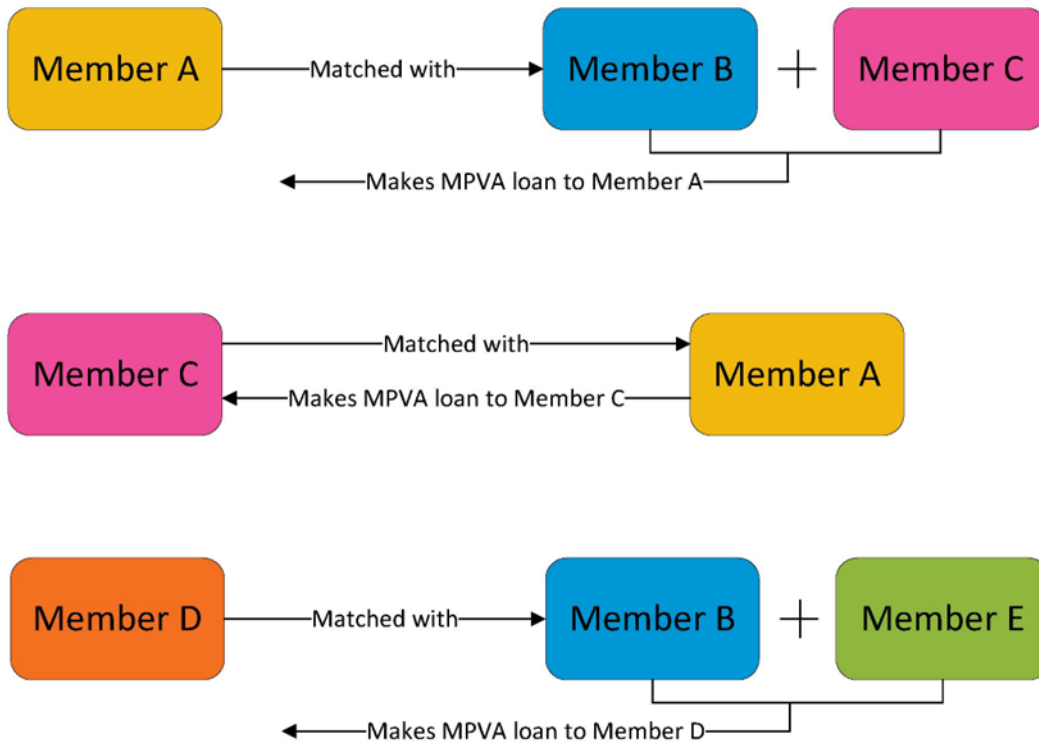 Member A
Matched with
Member B
+
Member C
Makes MPVA loan to Member A
Member C
Matched with
Member A
Makes MPVA loan to Member C
Member D
Matched with
Member B
+
Member E
Makes MPVA loan to Member D